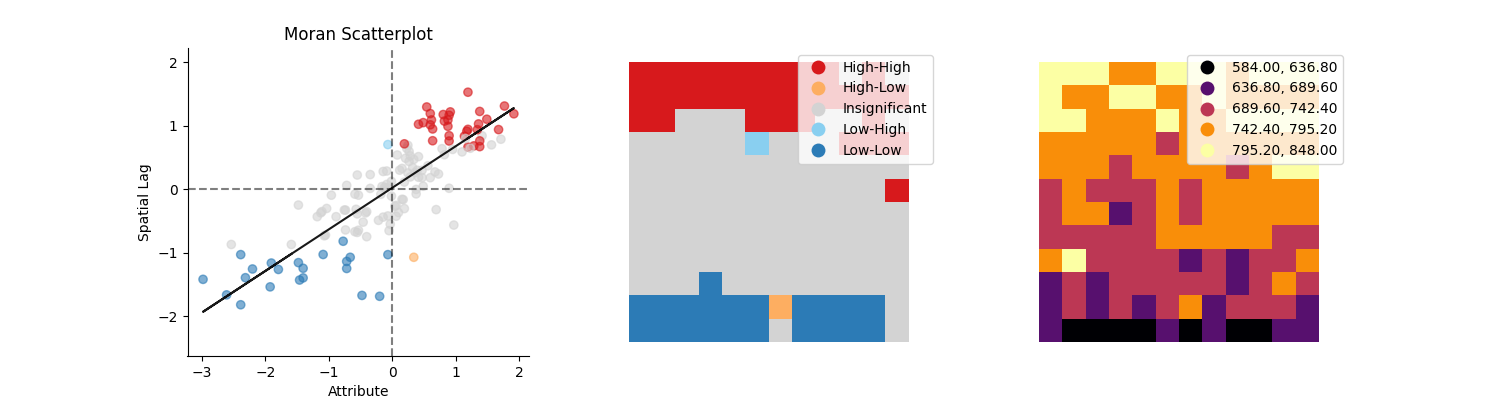 Moran Scatterplot
2
1
0
−1
−2
Spatial Lag
−3
−2
−1
0
1
2
Attribute
High-High
High-Low
Insignificant
Low-High
Low-Low
584.00, 636.80
636.80, 689.60
689.60, 742.40
742.40, 795.20
795.20, 848.00